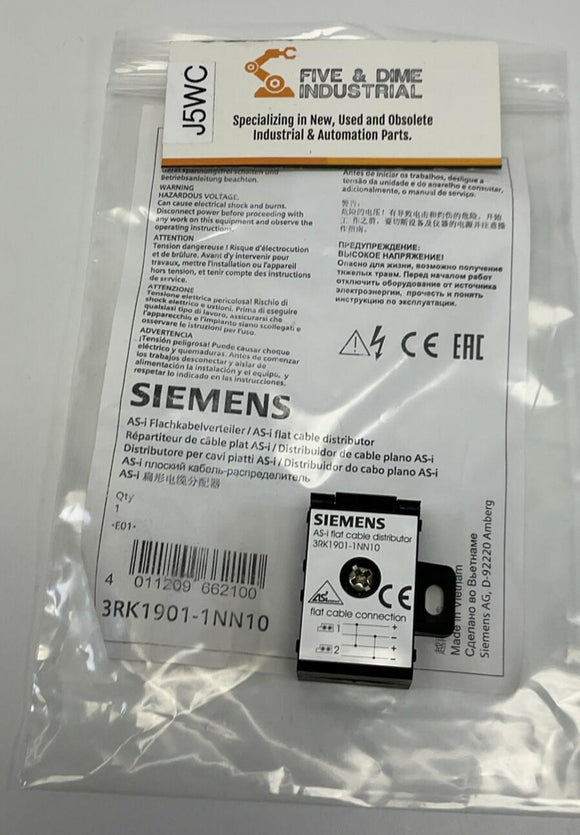 J5WC
FIVE & DIME
INDUSTRIAL
Specializing in New, Used and Obsolete
Industrial & Automation Parts.
Betriebsanleitung beachten.
WARNING
HAZARDOUS VOLTAGE.
Can cause electrical shock and burns.
Disconnect power before proceeding with
any work on this equipment and observe the
operating instructions.
ATTENTION
Tension dangereuse ! Risque d'électrocution
et de brûlure. Avant d'y intervenir pour
travaux, mettre l'installation ou l'appareil
hors tension, et tenir compte des instructions
de service.
ATTENZIONE
Tensione elettrica pericolosa! Rischio di
shock elettrico e ustioni. Prima di eseguire
qualsiasi tipo di lavoro, assicurarsi che
l'apparecchio e l'impianto siano scollegati e
osservare le istruzioni per l'uso.
ADVERTENCIA
¡Tensión peligrosa! Puede causar choque
eléctrico y quemaduras. Antes de comenzar
los trabajos desconectar y aislar de
alimentación la instalación y el equipo, y
respetar lo indicado en las instrucciones.
Antes de iniciar os trabalhos, desligue a
tensão da unidade e do aparelho e consultar,
adicionalmente, o manual de serviço.
警告:
危险的电压! 有导致电击和灼伤的危险, 开始
工作之前, 要切断设备及仪器的电源并注意操
作指南。
ПРЕДУПРЕЖДЕНИЕ:
ВЫСОКОЕ НАПРЯЖЕНИЕ!
Опасно для жизни, возможно получение
тяжелых травм. Перед началом работ
отключить оборудование от источника
электроэнергии, прочесть и понять
инструкцию по эксплуатации.
CE EAC
SIEMENS
AS-i Flachkabelverteiler / AS-i flat cable distributor
Répartiteur de câble plat AS-i / Distribuidor de cable plano AS-i
Distributore per cavi piatti AS-i / Distribuidor do cabo plano AS-i
AS-i плоский кабель-распределитель
AS-i 扁形电缆分配器
Qty
1
-E01-
4 011209 662100
3RK1901-1NN10
Made in Vietnam
Сделано во Вьетнаме
Siemens AG, D-92220 Amberg
SIEMENS
AS-i flat cable distributor
3RK1901-1NN10
CE
flat cable connection
1 +
−
2 +
−